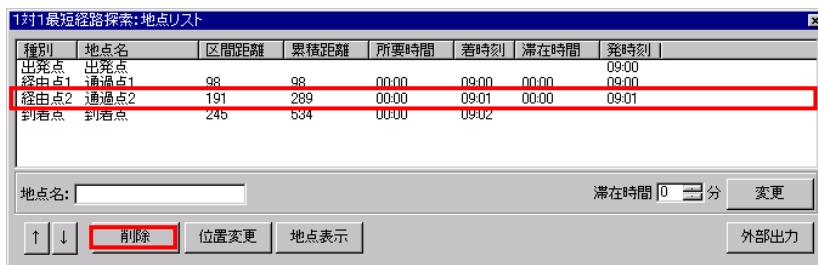 1対1最短経路探索:地点リスト
種別 地点名 区間距離 累積距離 所要時間 着時刻 滞在時間 発時刻
出発点 出発点 09:00
経由点1 通過点1 98 98 00:00 09:00 00:00 09:00
経由点2 通過点2 191 289 00:00 09:01 00:00 09:01
到着点 到着点 245 534 00:00 09:02
地点名: 滞在時間 0 分 変更
↑ ↓ 削除 位置変更 地点表示 外部出力